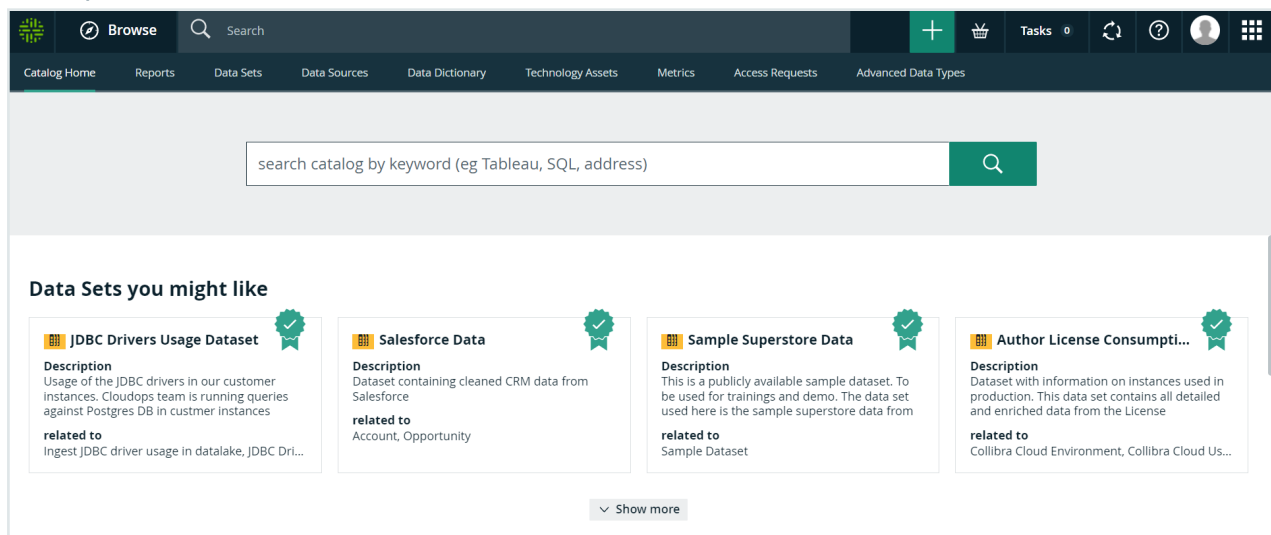 Browse Search Tasks 0
Catalog Home Reports Data Sets Data Sources Data Dictionary Technology Assets Metrics Access Requests Advanced Data Types
search catalog by keyword (eg Tableau, SQL, address)
Data Sets you might like
JDBC Drivers Usage Dataset
Description
Usage of the JDBC drivers in our customer
instances. Cloudops team is running queries
against Postgres DB in custmer instances
related to
Ingest JDBC driver usage in datalake, JDBC Dri...
Salesforce Data
Description
Dataset containing cleaned CRM data from
Salesforce
related to
Account, Opportunity
Sample Superstore Data
Description
This is a publicly available sample dataset. To
be used for trainings and demo. The data set
used here is the sample superstore data from
related to
Sample Dataset
Author License Consumpti...
Description
Dataset with information on instances used in
production. This data set contains all detailed
and enriched data from the License
related to
Collibra Cloud Environment, Collibra Cloud Us...
Show more